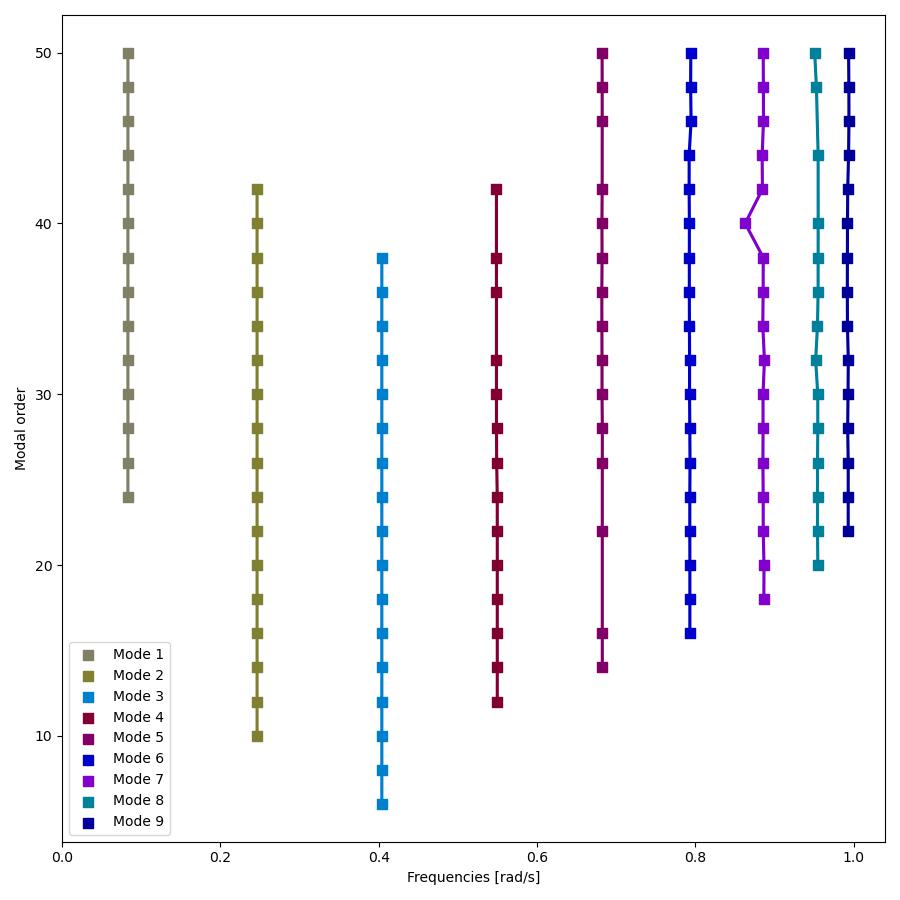 50
40
30
20
10
Modal order
Mode 1
Mode 2
Mode 3
Mode 4
Mode 5
Mode 6
Mode 7
Mode 8
Mode 9
0.0 0.2 0.4 0.6 0.8 1.0
Frequencies [rad/s]